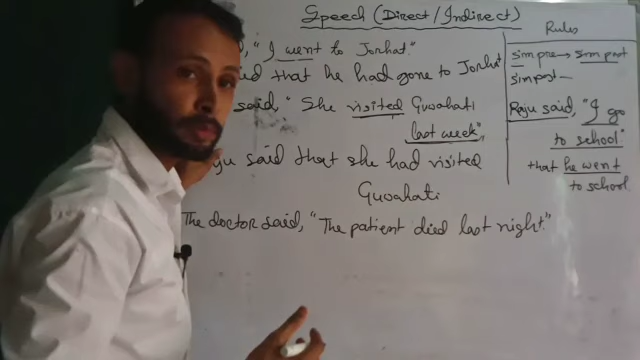 Speech (Direct/Indirect)
"I went to Jorhat."
that he had gone to Jorhat
said, "She visited Guwahati
last week",
said that she had visited
Guwahati
The doctor said, "The patient died last night."
Rules
Sim pre → Sim past
Sim past —
Raju said, "I go
to school"
that he went
to school